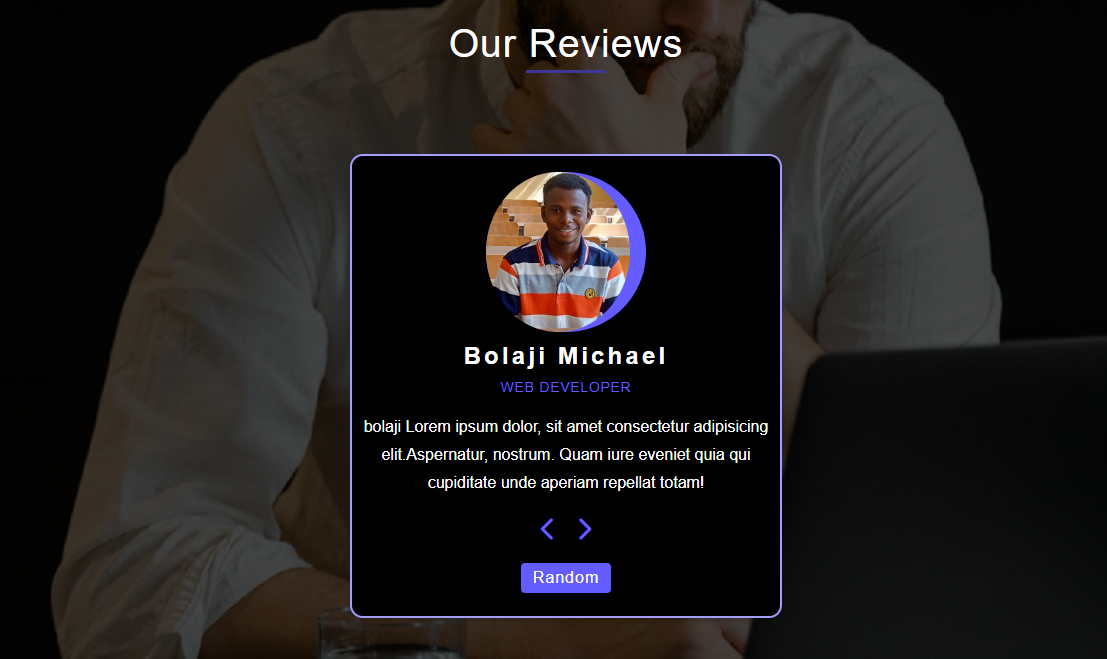 Our Reviews
Bolaji Michael
WEB DEVELOPER
bolaji Lorem ipsum dolor, sit amet consectetur adipisicing
elit.Aspernatur, nostrum. Quam iure eveniet quia qui
cupiditate unde aperiam repellat totam!
Random